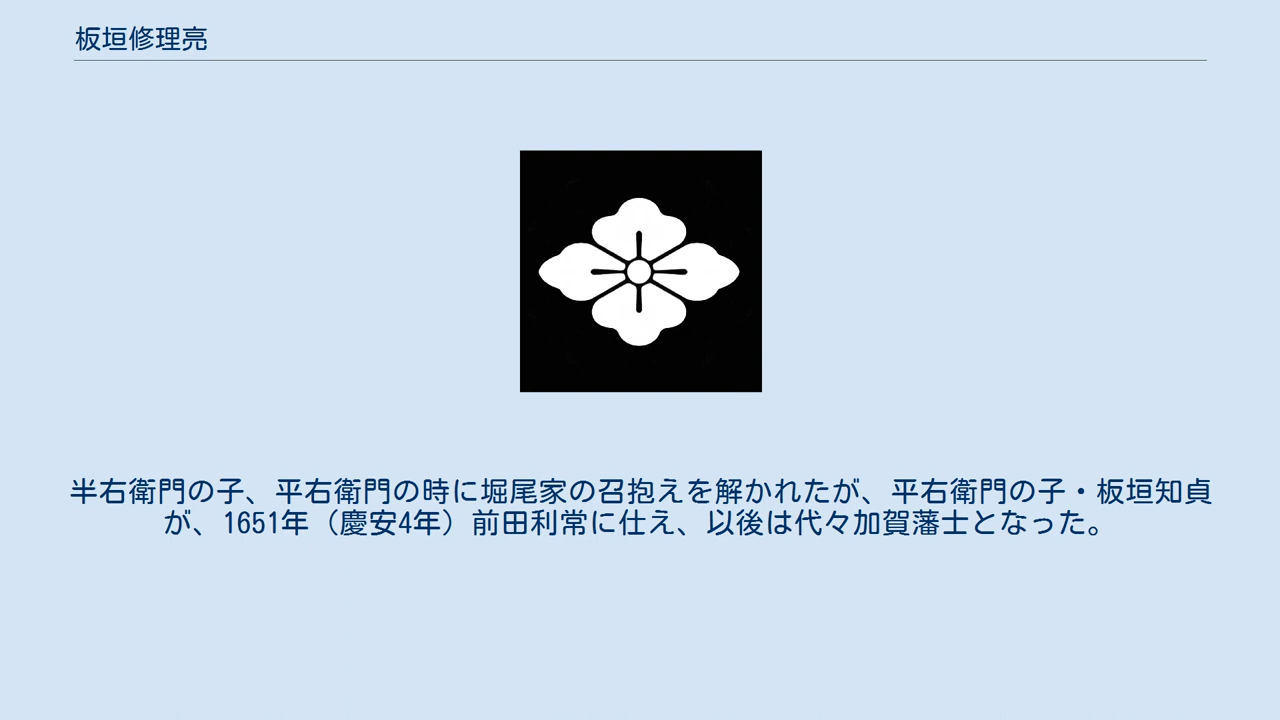 板垣修理亮
半右衛門の子、平右衛門の時に堀尾家の召抱えを解かれたが、平右衛門の子・板垣知貞
が、1651年（慶安4年）前田利常に仕え、以後は代々加賀藩士となった。